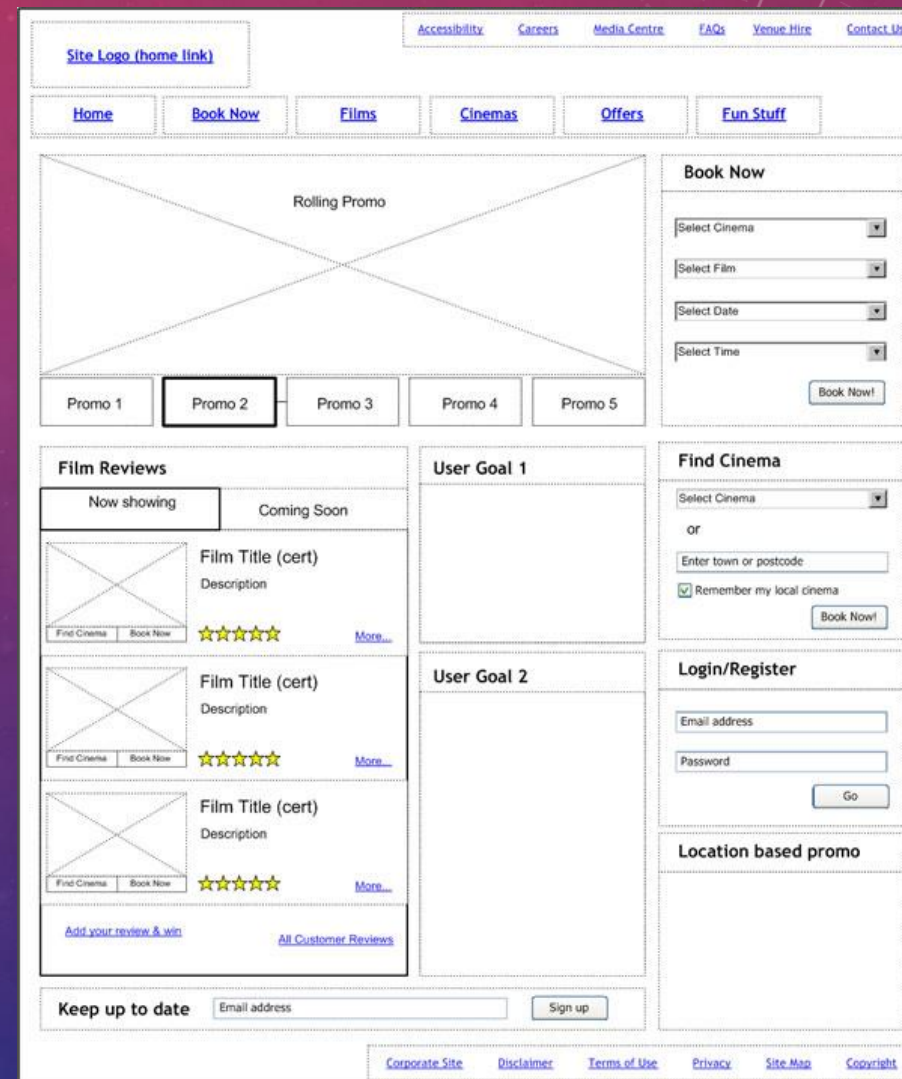 Accessibility Careers Media Centre FAQs Venue Hire Contact Us
Site Logo (home link)
Home Book Now Films Cinemas Offers Fun Stuff
Rolling Promo
Promo 1 Promo 2 Promo 3 Promo 4 Promo 5
Book Now
Select Cinema
Select Film
Select Date
Select Time
Book Now!
Film Reviews
Now showing Coming Soon
Film Title (cert)
Description
Find Cinema Book Now More...
Film Title (cert)
Description
Find Cinema Book Now More...
Film Title (cert)
Description
Find Cinema Book Now More...
Add your review & win All Customer Reviews
User Goal 1
User Goal 2
Find Cinema
Select Cinema
or
Enter town or postcode
Remember my local cinema
Book Now!
Login/Register
Email address
Password
Go
Location based promo
Keep up to date Email address Sign up
Corporate Site Disclaimer Terms of Use Privacy Site Map Copyright